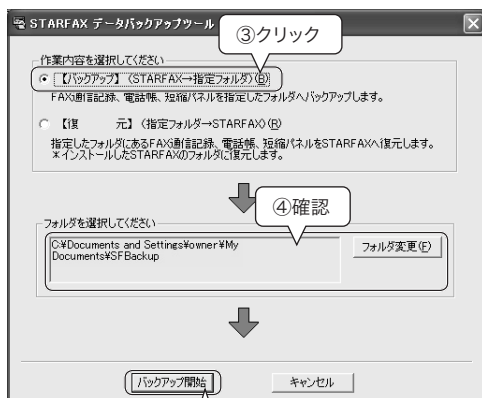 STARFAX データバックアップツール
③クリック
作業内容を選択してください
【バックアップ】 (STARFAX→指定フォルダ)(B)
FAX通信記録、電話帳、短縮パネルを指定したフォルダへバックアップします。
【復 元】 (指定フォルダ→STARFAX)(R)
指定したフォルダにあるFAX通信記録、電話帳、短縮パネルをSTARFAXへ復元します。
*インストールしたSTARFAXのフォルダに復元します。
④確認
フォルダを選択してください
C:¥Documents and Settings¥owner¥My
Documents¥SFBackup
フォルダ変更(F)
バックアップ開始
キャンセル